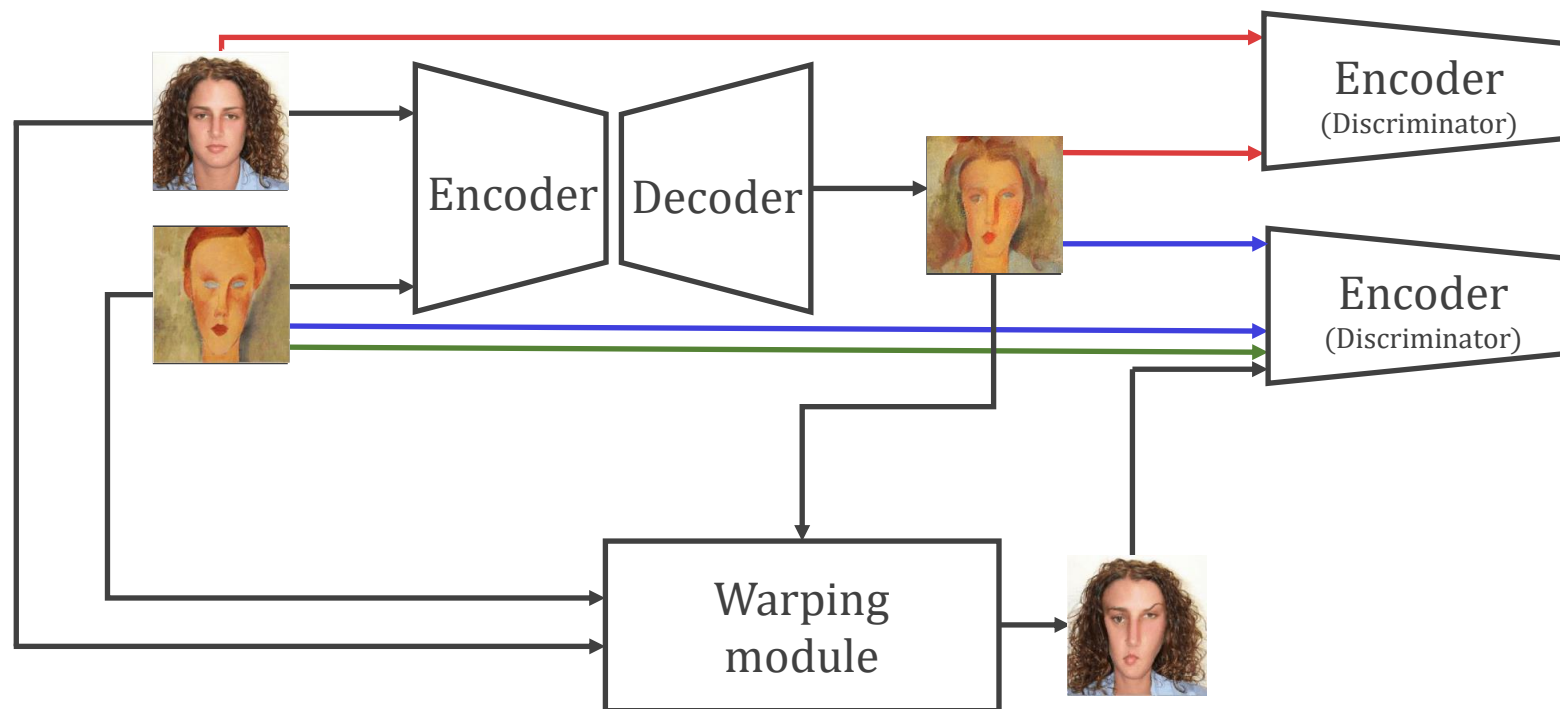 Encoder
(Discriminator)
Encoder
Decoder
Encoder
(Discriminator)
Warping
module